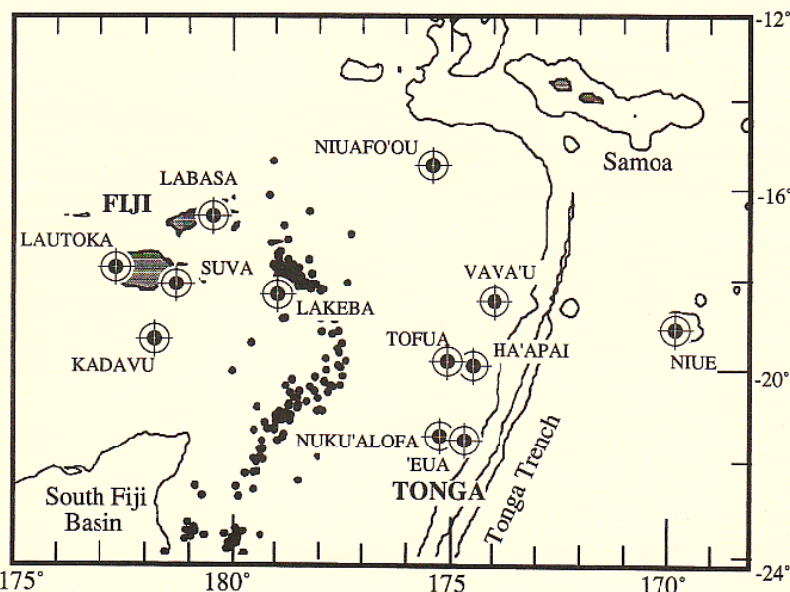 -12°
NIUAFO'OU
Samoa
LABASA
FIJI
-16°
LAUTOKA
SUVA
VAVA'U
LAKEBA
TOFUA
HA'APAI
KADAVU
NIUE
-20°
NUKU'ALOFA
'EUA
TONGA
Tonga Trench
South Fiji
Basin
-24°
175°
180°
175
170°